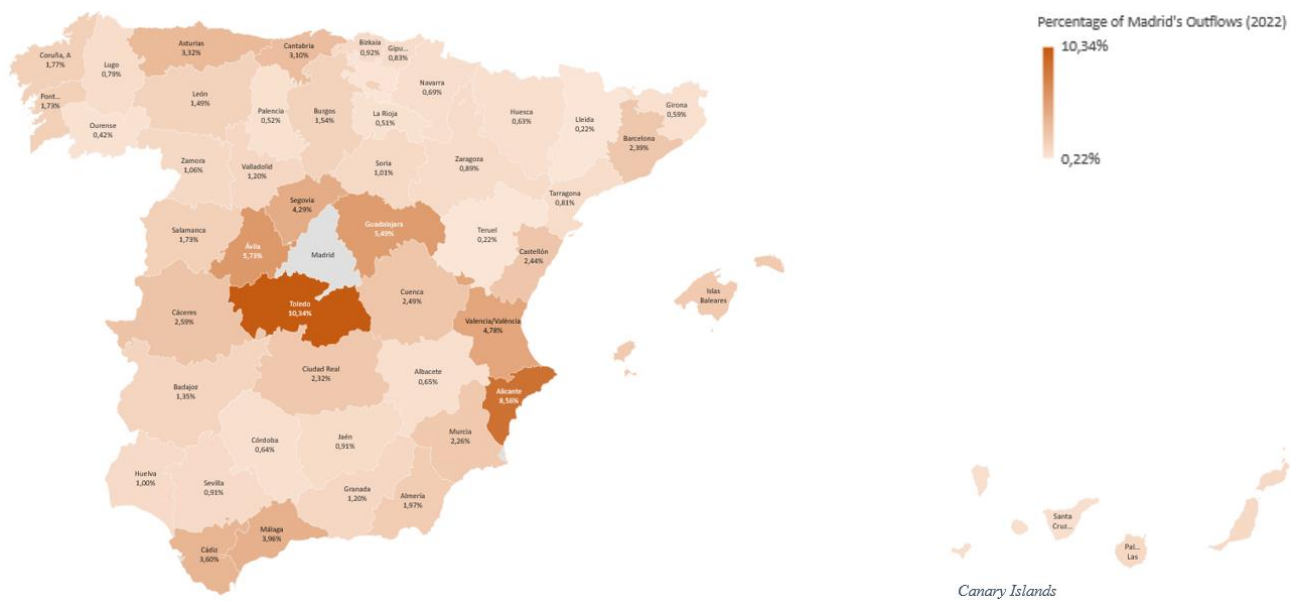 Percentage of Madrid's Outflows (2022)
10,34%
0,22%
Coruña, A
1,77%
Lugo
0,79%
Asturias
3,32%
Cantabria
3,10%
Bizkaia
0,92%
Gipu...
0,83%
Navarra
0,69%
Pont...
1,73%
Ourense
0,42%
León
1,49%
Palencia
0,52%
Burgos
1,54%
La Rioja
0,51%
Huesca
0,63%
Lleida
0,22%
Girona
0,59%
Barcelona
2,39%
Zamora
1,06%
Valladolid
1,20%
Soria
1,01%
Zaragoza
0,89%
Tarragona
0,81%
Segovia
4,29%
Salamanca
1,73%
Ávila
5,73%
Madrid
Guadalajara
5,49%
Teruel
0,22%
Castellón
2,44%
Cáceres
2,59%
Toledo
10,34%
Cuenca
2,49%
Valencia/València
4,78%
Islas
Baleares
Badajoz
1,35%
Ciudad Real
2,32%
Albacete
0,65%
Alicante
8,56%
Huelva
1,00%
Sevilla
0,91%
Córdoba
0,64%
Jaén
0,91%
Murcia
2,26%
Granada
1,20%
Almería
1,97%
Cádiz
3,60%
Málaga
3,96%
Santa
Cruz...
Pal...
Las
Canary Islands